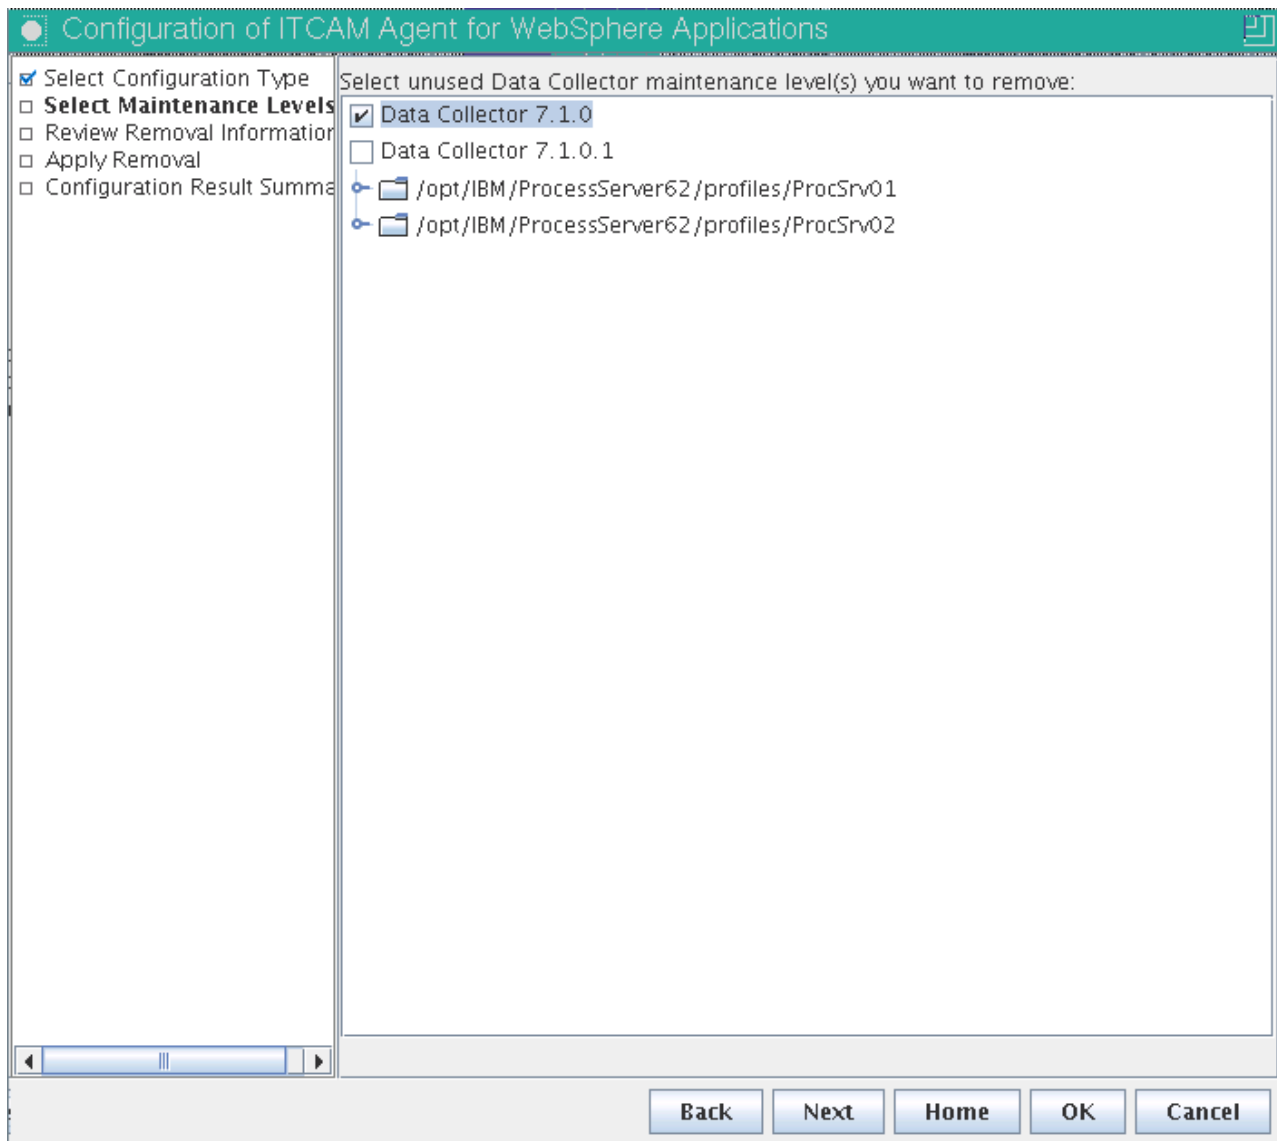 Configuration of ITCAM Agent for WebSphere Applications
Select Configuration Type
Select Maintenance Levels
Review Removal Information
Apply Removal
Configuration Result Summa
Select unused Data Collector maintenance level(s) you want to remove:
Data Collector 7.1.0
Data Collector 7.1.0.1
/opt/IBM/ProcessServer62/profiles/ProcSrv01
/opt/IBM/ProcessServer62/profiles/ProcSrv02
Back
Next
Home
OK
Cancel